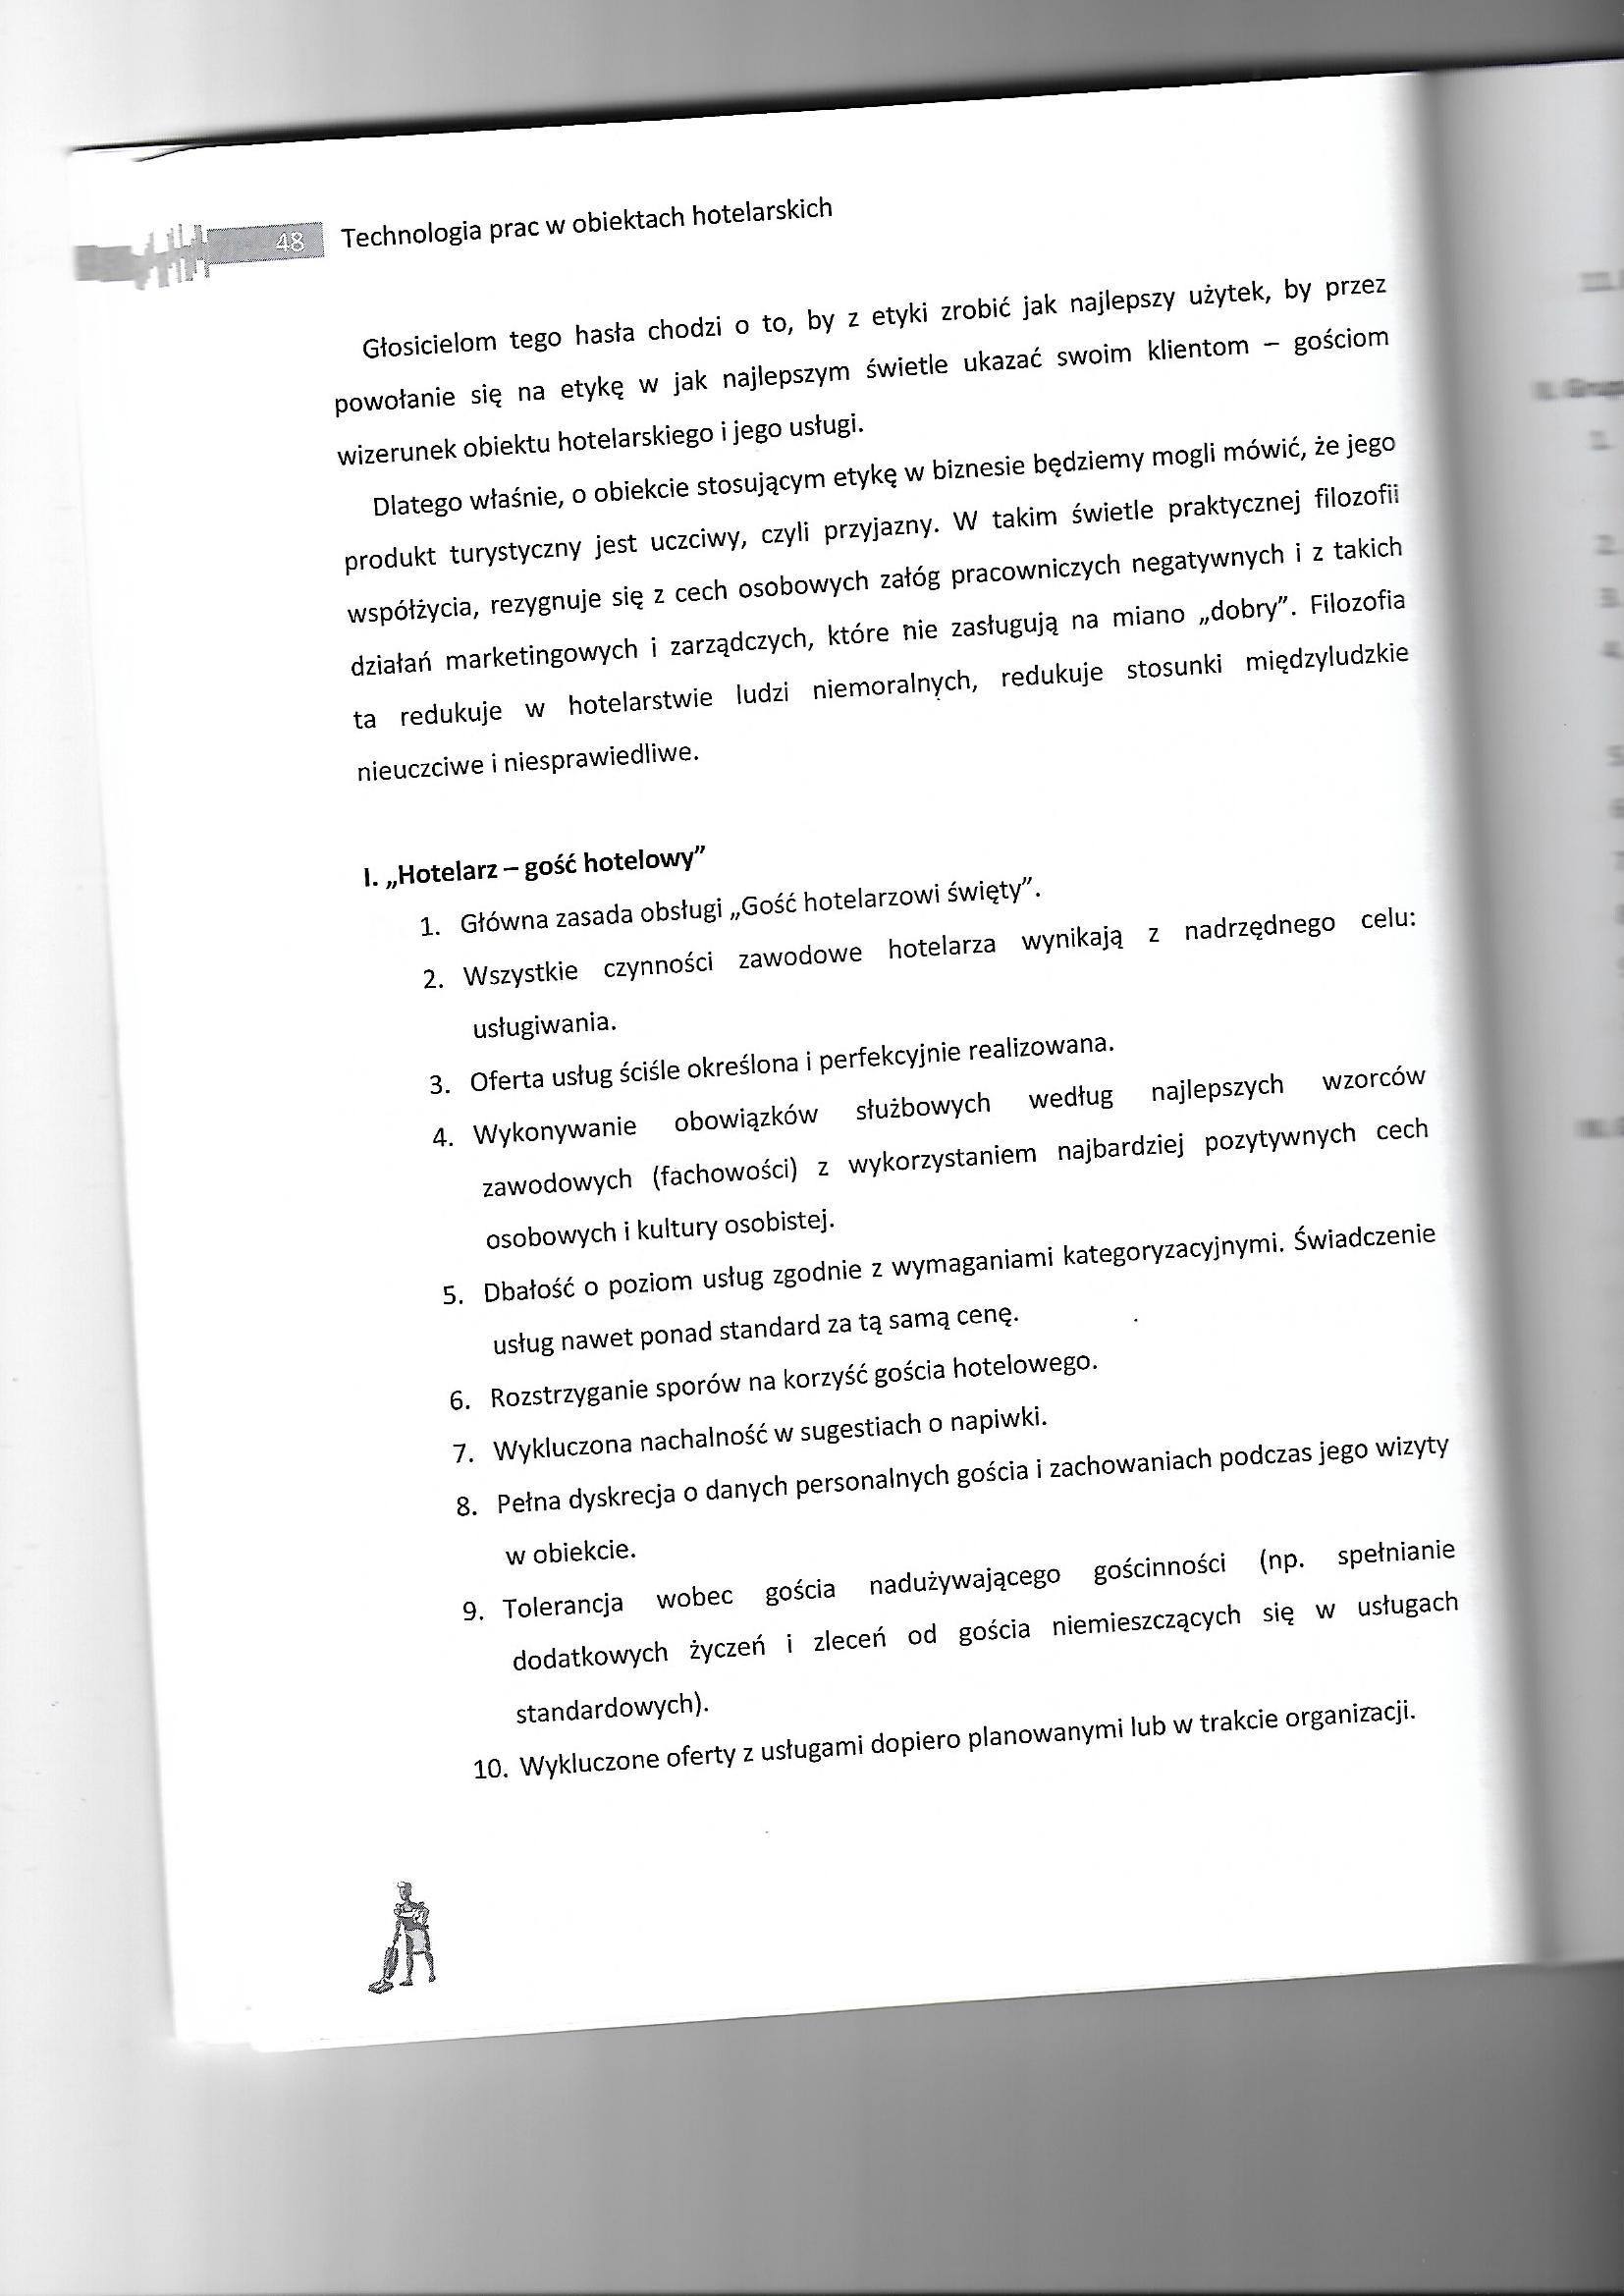 48 Technologia prac w obiektach hotelarskich
Głosicielom tego hasła chodzi o to, by z etyki zrobić jak najlepszy użytek, by przez
powołanie się na etykę w jak najlepszym świetle ukazać swoim klientom – gościom
wizerunek obiektu hotelarskiego i jego usługi.
Dlatego właśnie, o obiekcie stosującym etykę w biznesie będziemy mogli mówić, że jego
produkt turystyczny jest uczciwy, czyli przyjazny. W takim świetle praktycznej filozofii
współżycia, rezygnuje się z cech osobowych załóg pracowniczych negatywnych i z takich
działań marketingowych i zarządczych, które nie zasługują na miano „dobry”. Filozofia
ta redukuje w hotelarstwie ludzi niemoralnych, redukuje stosunki międzyludzkie
nieuczciwe i niesprawiedliwe.
I. „Hotelarz – gość hotelowy”
1. Główna zasada obsługi „Gość hotelarzowi święty”.
2. Wszystkie czynności zawodowe hotelarza wynikają z nadrzędnego celu:
usługiwania.
3. Oferta usług ściśle określona i perfekcyjnie realizowana.
4. Wykonywanie obowiązków służbowych według najlepszych wzorców
zawodowych (fachowości) z wykorzystaniem najbardziej pozytywnych cech
osobowych i kultury osobistej.
5. Dbałość o poziom usług zgodnie z wymaganiami kategoryzacyjnymi. Świadczenie
usług nawet ponad standard za tą samą cenę.
6. Rozstrzyganie sporów na korzyść gościa hotelowego.
7. Wykluczona nachalność w sugestiach o napiwki.
8. Pełna dyskrecja o danych personalnych gościa i zachowaniach podczas jego wizyty
w obiekcie.
9. Tolerancja wobec gościa nadużywającego gościnności (np. spełnianie
dodatkowych życzeń i zleceń od gościa niemieszczących się w usługach
standardowych).
10. Wykluczone oferty z usługami dopiero planowanymi lub w trakcie organizacji.